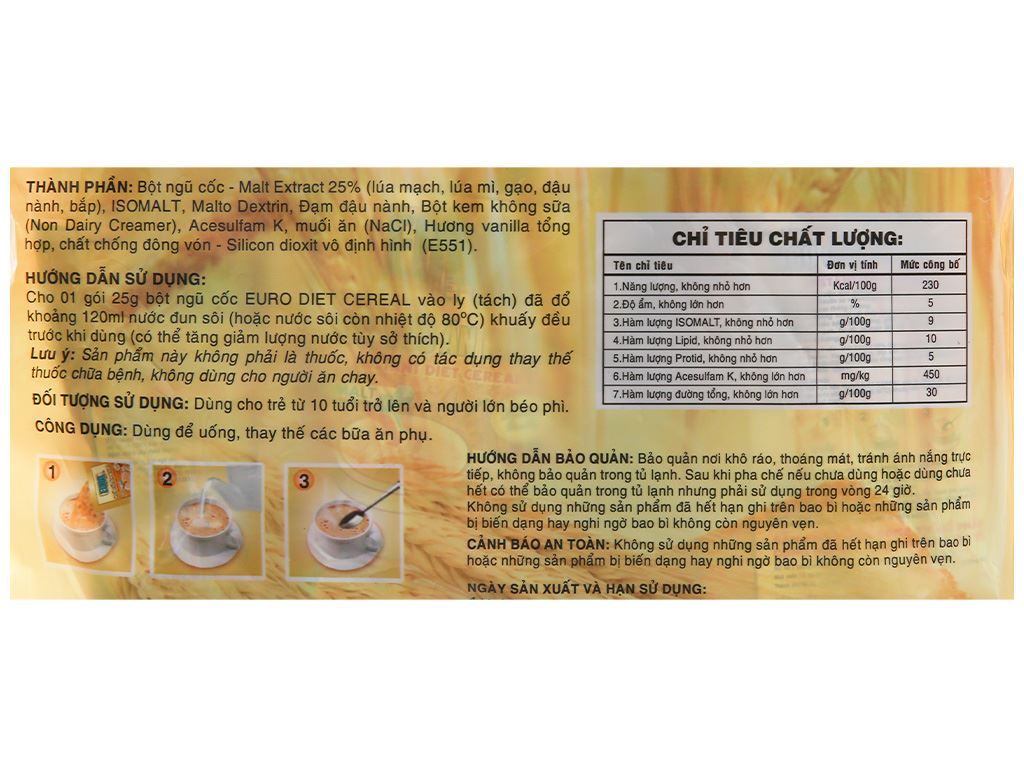 THÀNH PHẦN: Bột ngũ cốc - Malt Extract 25% (lúa mạch, lúa mì, gạo, đậu
nành, bắp), ISOMALT, Malto Dextrin, Đạm đậu nành, Bột kem không sữa
(Non Dairy Creamer), Acesulfam K, muối ăn (NaCl), Hương vanilla tổng
hợp, chất chống đông vón - Silicon dioxit vô định hình (E551).
HƯỚNG DẪN SỬ DỤNG:
Cho 01 gói 25g bột ngũ cốc EURO DIET CEREAL vào ly (tách) đã đổ
khoảng 120ml nước đun sôi (hoặc nước sôi còn nhiệt độ 80ºC) khuấy đều
trước khi dùng (có thể tăng giảm lượng nước tùy sở thích).
Lưu ý: Sản phẩm này không phải là thuốc, không có tác dụng thay thế
thuốc chữa bệnh, không dùng cho người ăn chay.
ĐỐI TƯỢNG SỬ DỤNG: Dùng cho trẻ từ 10 tuổi trở lên và người lớn béo phì.
CÔNG DỤNG: Dùng để uống, thay thế các bữa ăn phụ.
1 2 3
CHỈ TIÊU CHẤT LƯỢNG:
Tên chỉ tiêu Đơn vị tính Mức công bố
1.Năng lượng, không nhỏ hơn Kcal/100g 230
2.Độ ẩm, không lớn hơn % 5
3.Hàm lượng ISOMALT, không nhỏ hơn g/100g 9
4.Hàm lượng Lipid, không nhỏ hơn g/100g 10
5.Hàm lượng Protid, không nhỏ hơn g/100g 5
6.Hàm lượng Acesulfam K, không lớn hơn mg/kg 450
7.Hàm lượng đường tổng, không lớn hơn g/100g 30
HƯỚNG DẪN BẢO QUẢN: Bảo quản nơi khô ráo, thoáng mát, tránh ánh nắng trực
tiếp, không bảo quản trong tủ lạnh. Sau khi pha chế nếu chưa dùng hoặc dùng chưa
hết có thể bảo quản trong tủ lạnh nhưng phải sử dụng trong vòng 24 giờ.
Không sử dụng những sản phẩm đã hết hạn ghi trên bao bì hoặc những sản phẩm
bị biến dạng hay nghi ngờ bao bì không còn nguyên vẹn.
CẢNH BÁO AN TOÀN: Không sử dụng những sản phẩm đã hết hạn ghi trên bao bì
hoặc những sản phẩm bị biến dạng hay nghi ngờ bao bì không còn nguyên vẹn.
NGÀY SẢN XUẤT VÀ HẠN SỬ DỤNG: